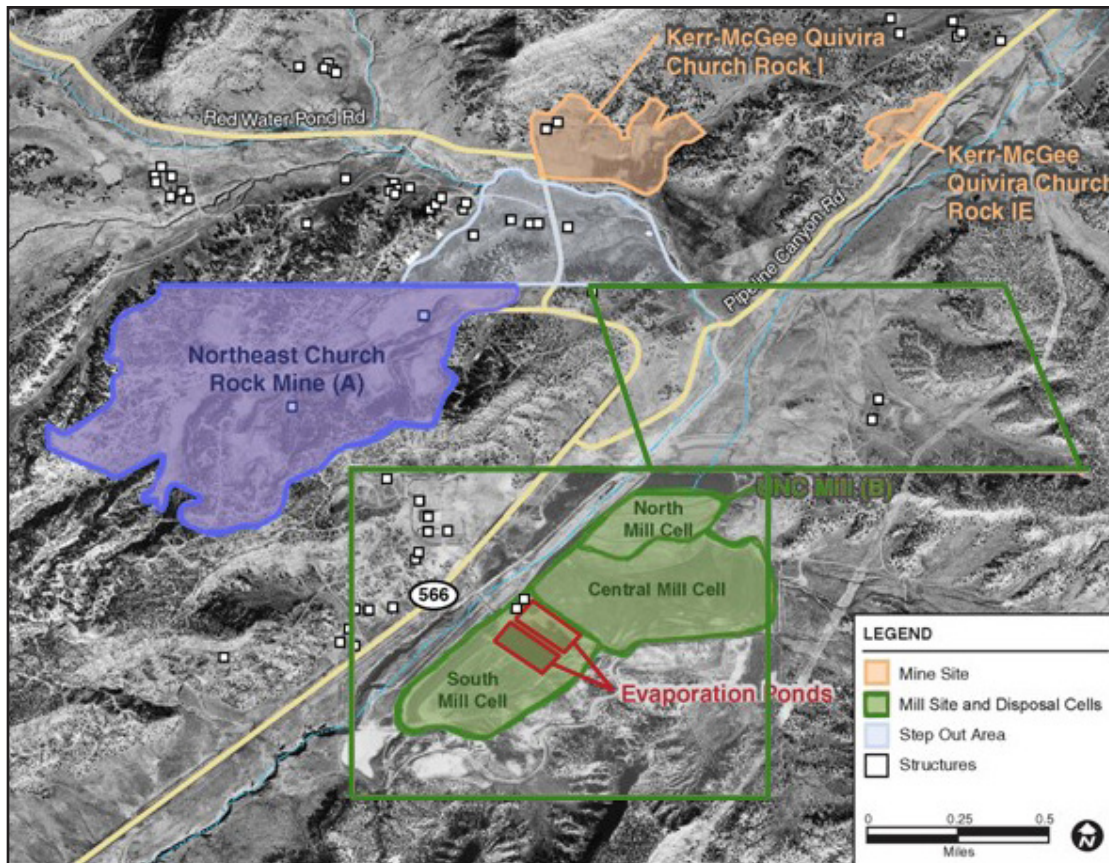 Kerr-McGee Quivira
Church Rock I
Red Water Pond Rd
Kerr-McGee
Quivira Church
Rock IE
Pipeline Canyon Rd
Northeast Church
Rock Mine (A)
UNC Mill (B)
North
Mill Cell
Central Mill Cell
566
South
Mill Cell
Evaporation Ponds
LEGEND
Mine Site
Mill Site and Disposal Cells
Step Out Area
Structures
0 0.25 0.5
Miles
N